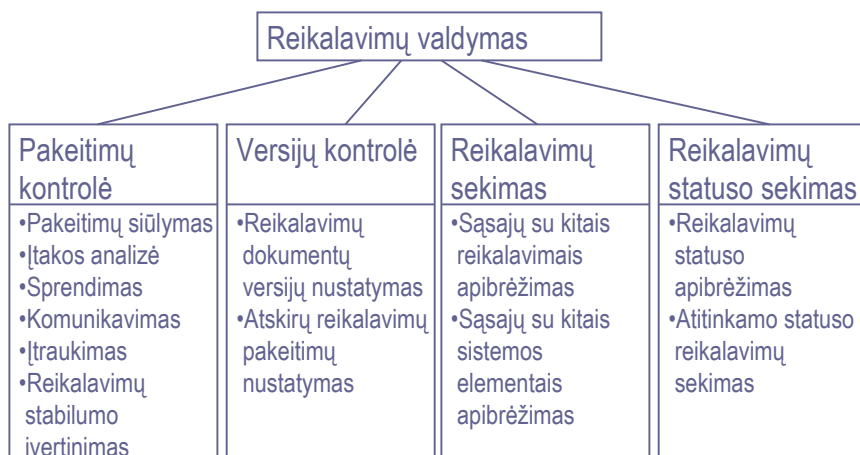 Reikalavimų valdymas
Pakeitimų
kontrolė
•Pakeitimų siūlymas
•Įtakos analizė
•Sprendimas
•Komunikavimas
•Įtraukimas
•Reikalavimų
stabilumo
įvertinimas
Versijų kontrolė
•Reikalavimų
dokumentų
versijų nustatymas
•Atskirų reikalavimų
pakeitimų
nustatymas
Reikalavimų
sekimas
•Sąsajų su kitais
reikalavimais
apibrėžimas
•Sąsajų su kitais
sistemos
elementais
apibrėžimas
Reikalavimų
statuso sekimas
•Reikalavimų
statuso
apibrėžimas
•Atitinkamo statuso
reikalavimų
sekimas